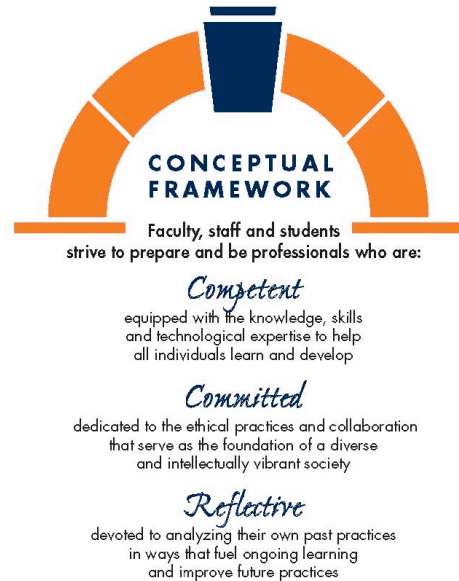 CONCEPTUAL
FRAMEWORK
Faculty, staff and students
strive to prepare and be professionals who are:
Competent
equipped with the knowledge, skills
and technological expertise to help
all individuals learn and develop
Committed
dedicated to the ethical practices and collaboration
that serve as the foundation of a diverse
and intellectually vibrant society
Reflective
devoted to analyzing their own past practices
in ways that fuel ongoing learning
and improve future practices